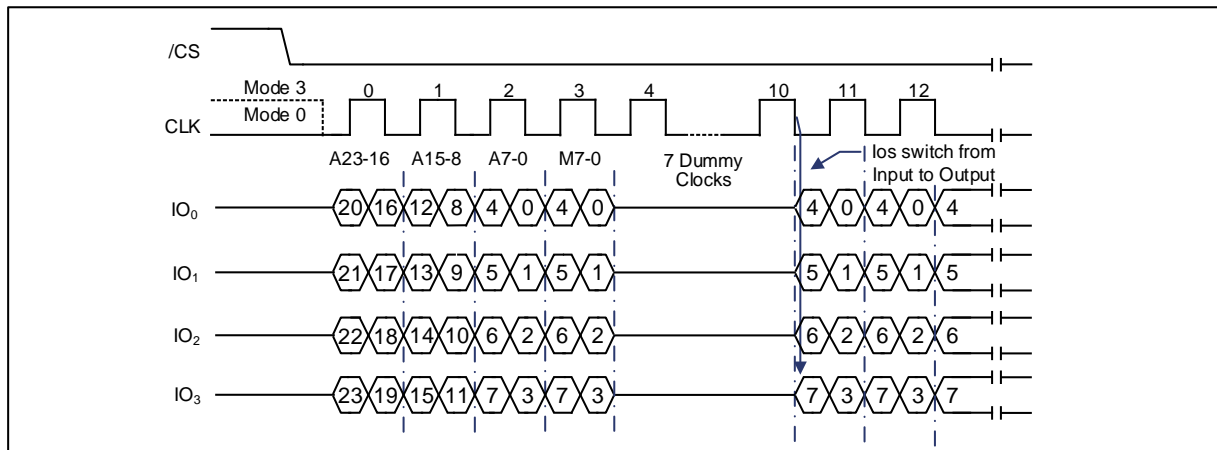 /CS
Mode 3
Mode 0
CLK
0 1 2 3 4 10 11 12
A23-16 A15-8 A7-0 M7-0
7 Dummy
Clocks
Ios switch from
Input to Output
IO0 20 16 12 8 4 0 4 0 4 0 4 0 4
IO1 21 17 13 9 5 1 5 1 5 1 5 1 5
IO2 22 18 14 10 6 2 6 2 6 2 6 2 6
IO3 23 19 15 11 7 3 7 3 7 3 7 3 7